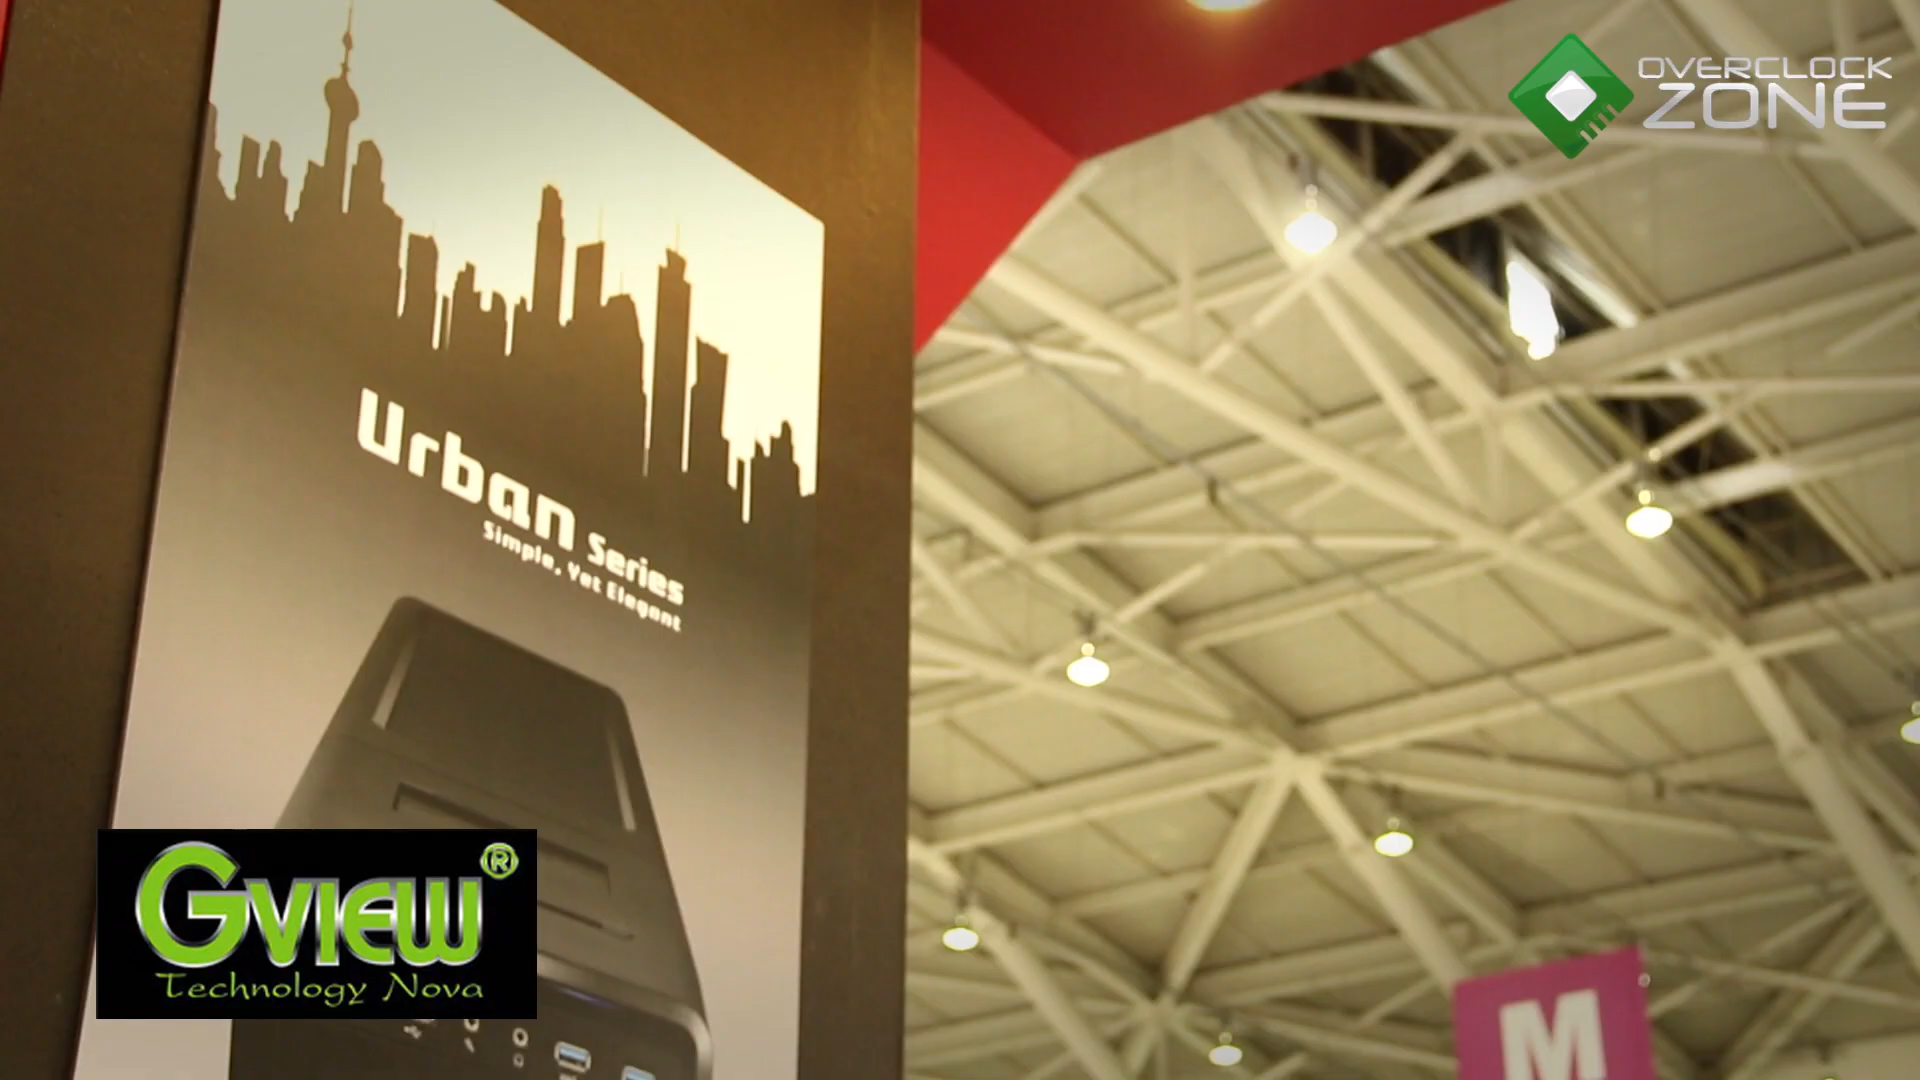 OVERCLOCK
ZONE
Urban Series
Simple, Yet Elegant
GVIEW®
Technology Nova
M